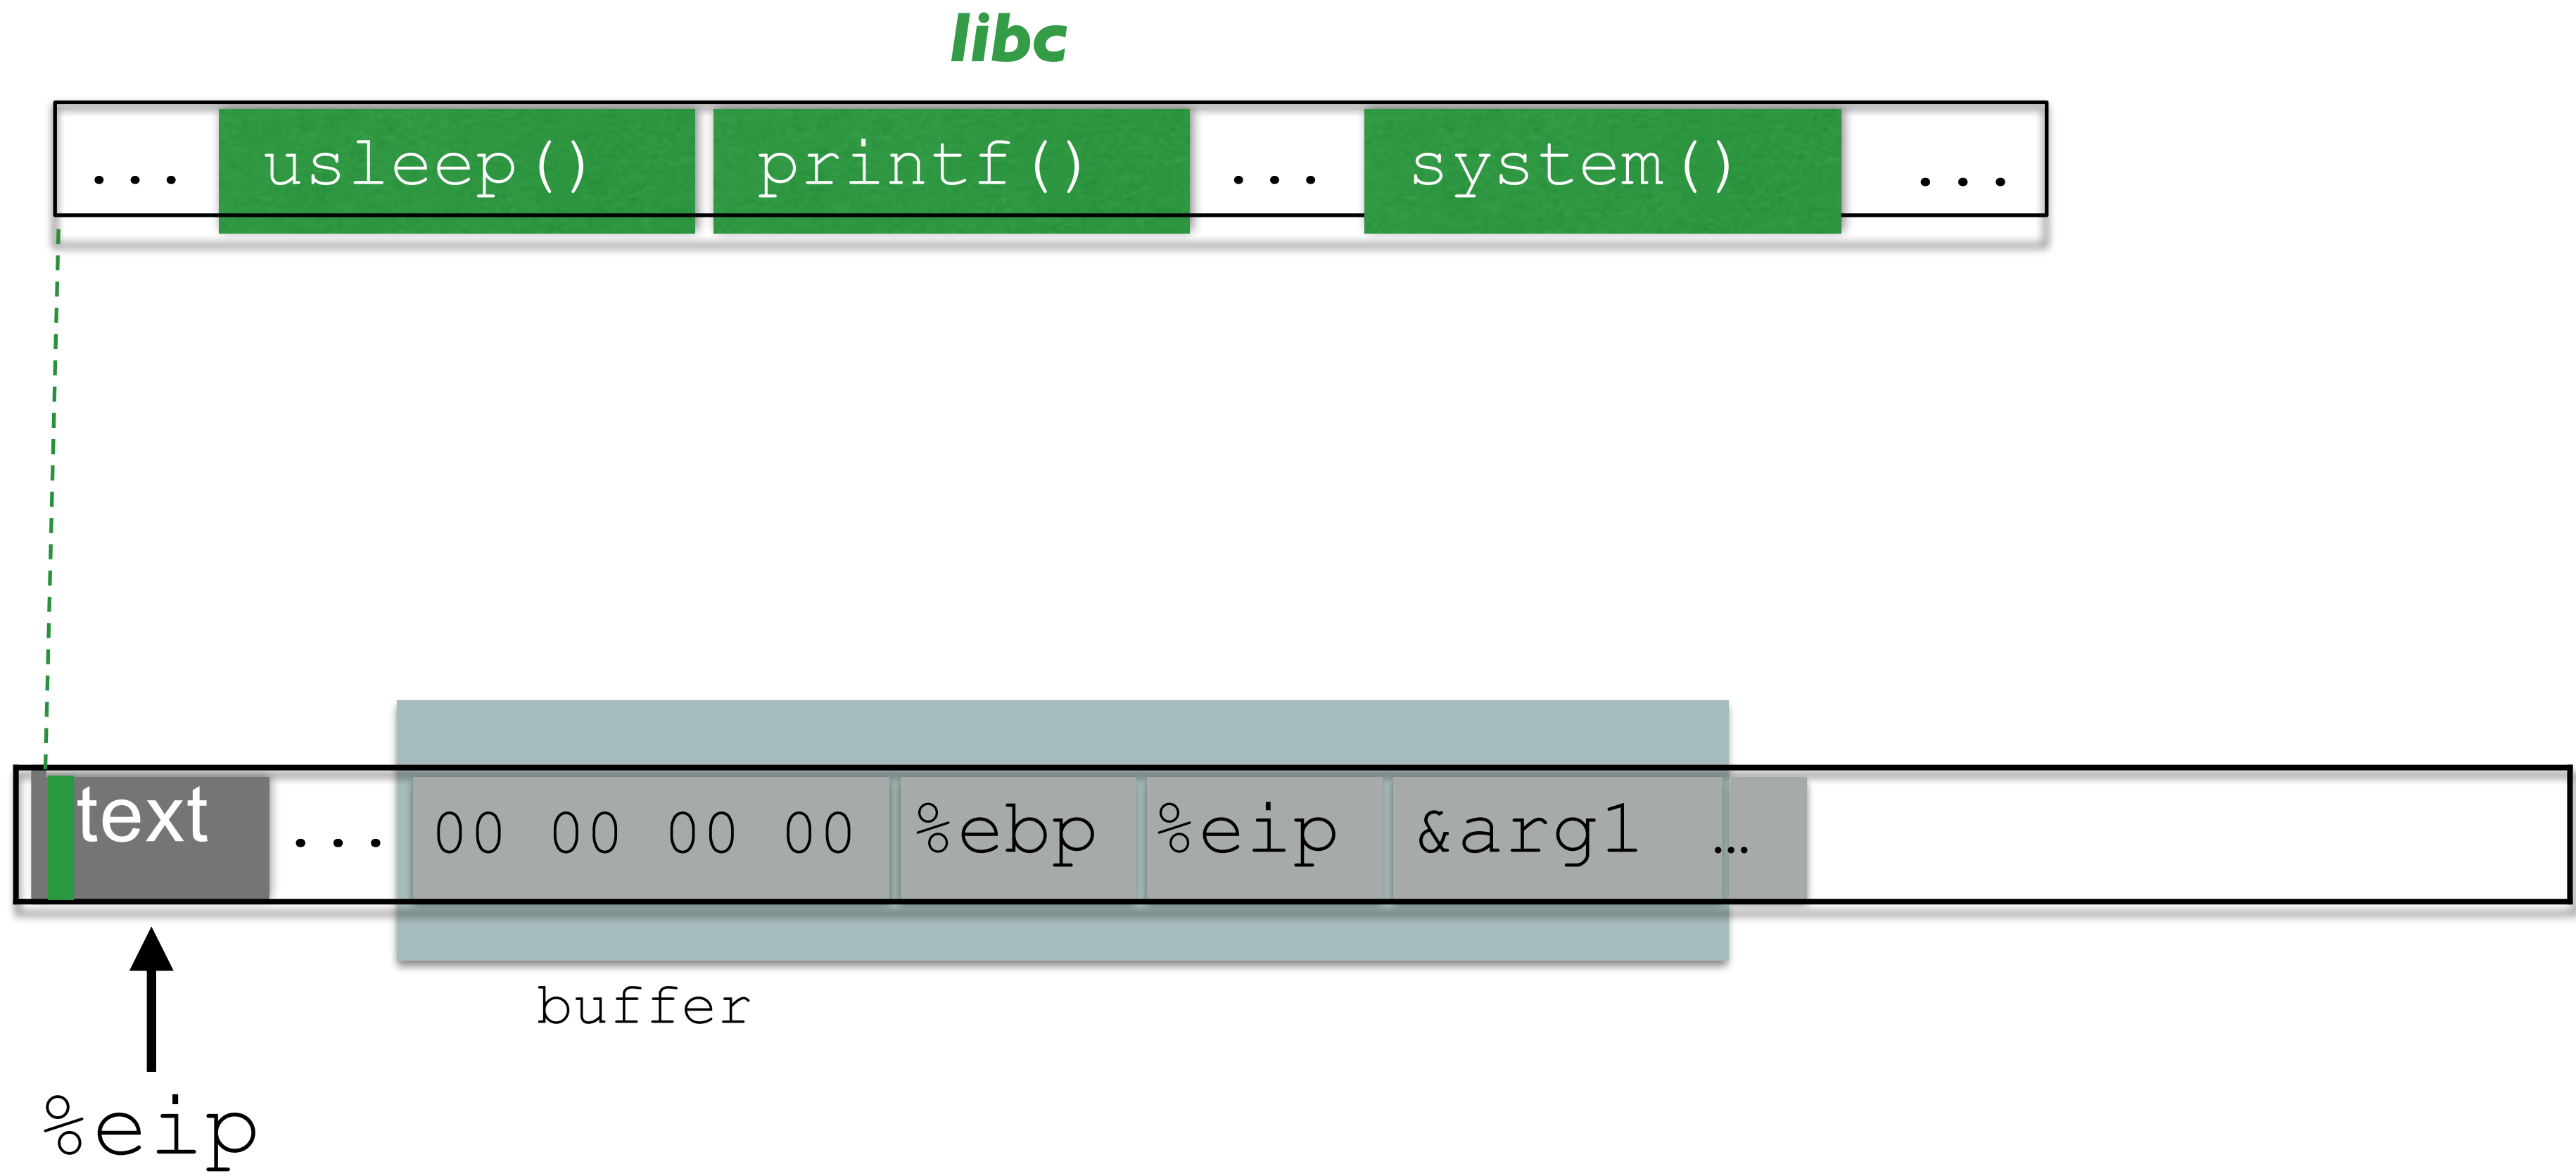 libc
... usleep() printf() ... system() ...
text ... 00 00 00 00 %ebp %eip &arg1 …
buffer
%eip